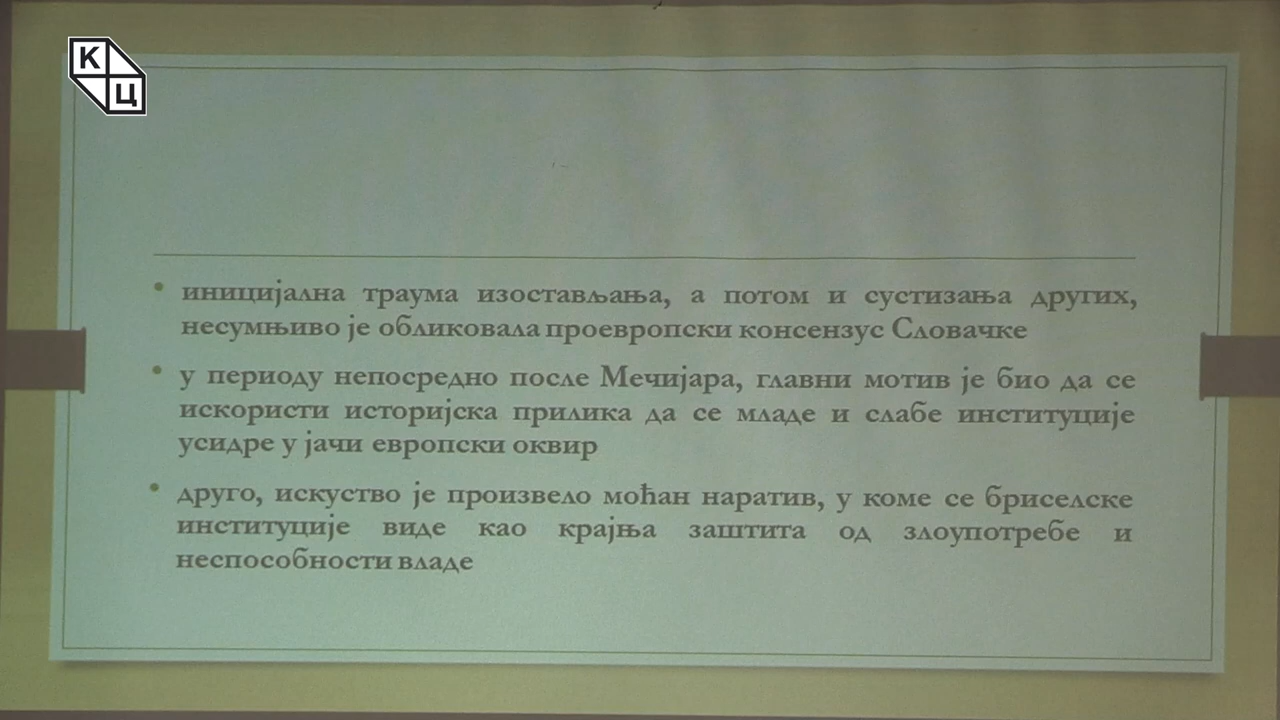 К
Ц
иницијална траума изостављања, а потом и сустизања других,
несумњиво је обликовала проевропски консензус Словачке
у периоду непосредно после Мечијара, главни мотив је био да се
искористи историјска прилика да се младе и слабе институције
усидре у јачи европски оквир
друго, искуство је произвело моћан наратив, у коме се бриселске
институције виде као крајња заштита од злоупотребе и
неспособности владе